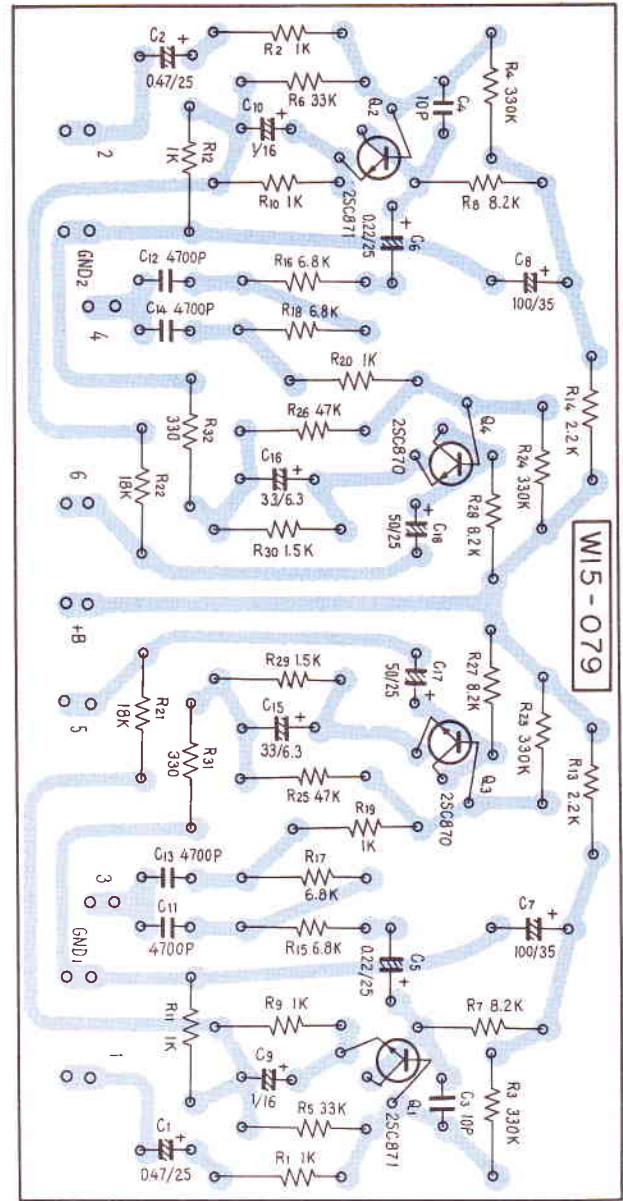 C2 +
0.47/25
R2 1K
R6 33K
C10 +
1/16
R12
1K
R10 1K
Q2
2SC871
C4
10P
R4 330K
R8 8.2K
2
GND2
C12 4700P
C14 4700P
4
R16 6.8K
R18 6.8K
C6
0.22/25
C8 +
100/35
R20 1K
R26 47K
R32
330
C16 +
33/6.3
R22
18K
R30 1.5K
Q4
2SC870
C18 +
50/25
R28 8.2K
R24 330K
R14 2.2K
6
W15-079
+B
5
R29 1.5K
R21
18K
R31
330
C15 +
33/6.3
R25 47K
R19
1K
C17 +
50/25
R27 8.2K
Q3
2SC870
R23 330K
R13 2.2K
C13 4700P
R17
6.8K
3
C11
4700P
R15 6.8K
GND1
C5 +
0.22/25
C7 +
100/35
R11 1K
R9 1K
R7 8.2K
C9 +
1/16
R5 33K
Q1
2SC871
C3 10P
R3 330K
1
C1 +
0.47/25
R1 1K